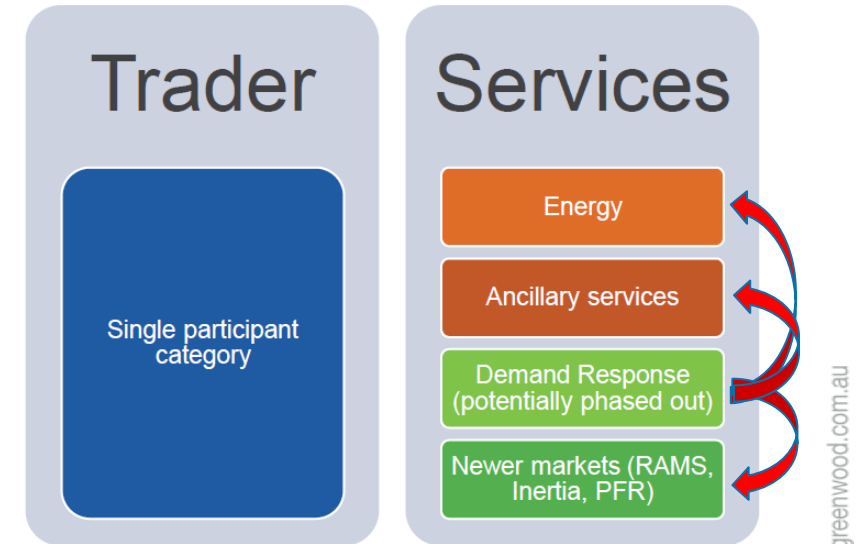 Trader
Services
Single participant
category
Energy
Ancillary services
Demand Response
(potentially phased out)
Newer markets (RAMS,
Inertia, PFR)
greenwood.com.au